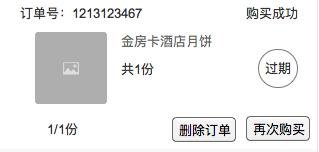 订单号：1213123467 购买成功
金房卡酒店月饼
共1份 过期
1/1份 删除订单 再次购买